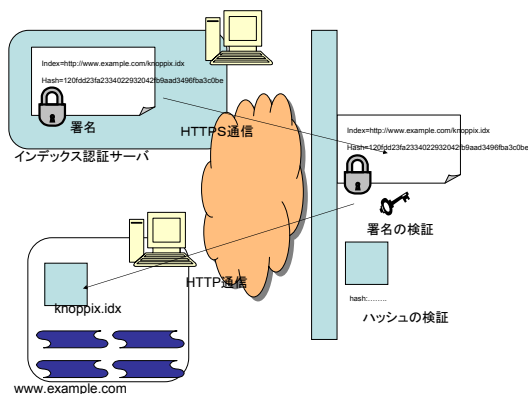 Index=http://www.example.com/knoppix.idx
Hash=120fdd23fa2334022932042fb9aad3496fba3c0be
署名
インデックス認証サーバ
HTTPS通信
Index=http://www.example.com/knoppix.idx
Hash=120fdd23fa2334022932042fb9aad3496fba3c0be
署名の検証
hash:........
ハッシュの検証
HTTP通信
knoppix.idx
www.example.com